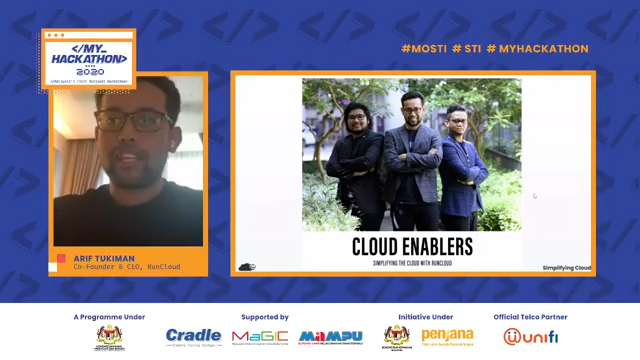 </MY_
HACKATHON>
2020
#MOSTI # STI # MYHACKATHON
ARIF TUKIMAN
Co-Founder & CEO, RunCloud
CLOUD ENABLERS
SIMPLIFYING THE CLOUD WITH RUNCLOUD
Simplifying Cloud
A Programme Under
Supported by
Initiative Under
Official Telco Partner
Cradle
MaGIC
MAMPU
penjana
unifi